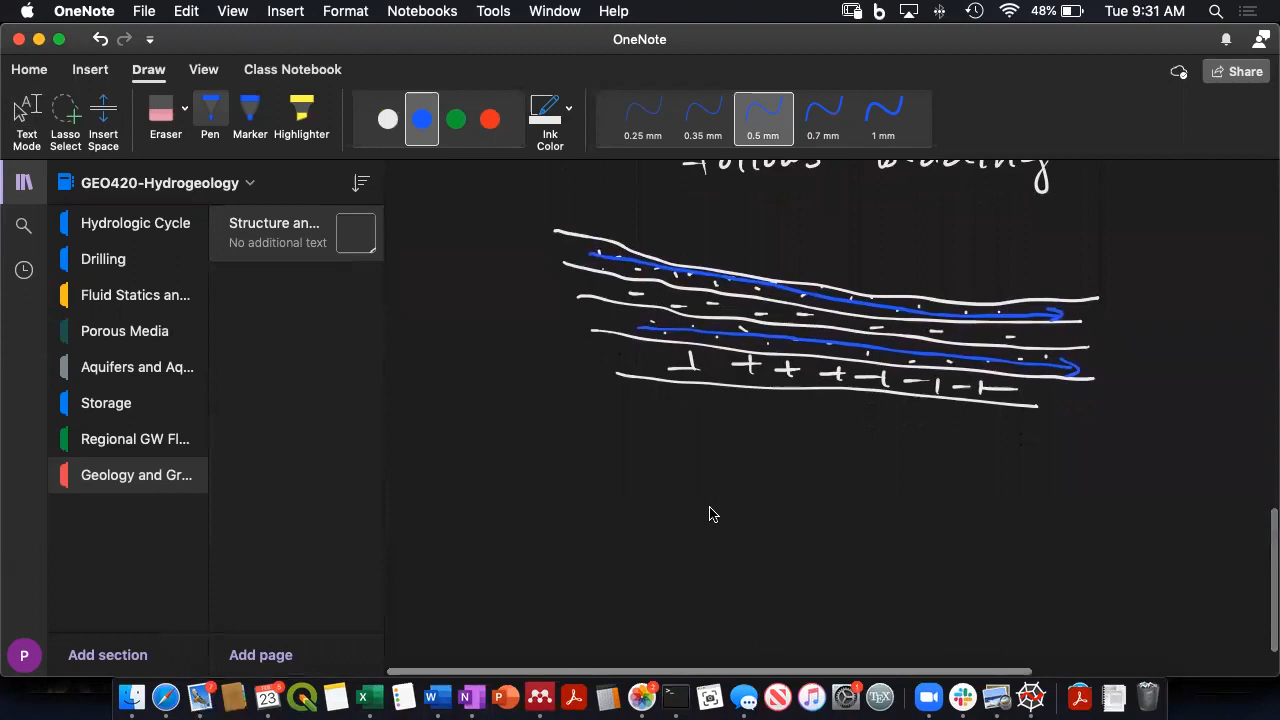 OneNote File Edit View Insert Format Notebooks Tools Window Help 48% Tue 9:31 AM
OneNote
Home Insert Draw View Class Notebook Share
Text Mode
Lasso Select
Insert Space
Eraser
Pen
Marker
Highlighter
Ink Color
0.25 mm
0.35 mm
0.5 mm
0.7 mm
1 mm
follows
GEO420-Hydrogeology
Hydrologic Cycle
Drilling
Fluid Statics an...
Porous Media
Aquifers and Aq...
Storage
Regional GW Fl...
Geology and Gr...
Structure an...
No additional text
P
Add section
Add page